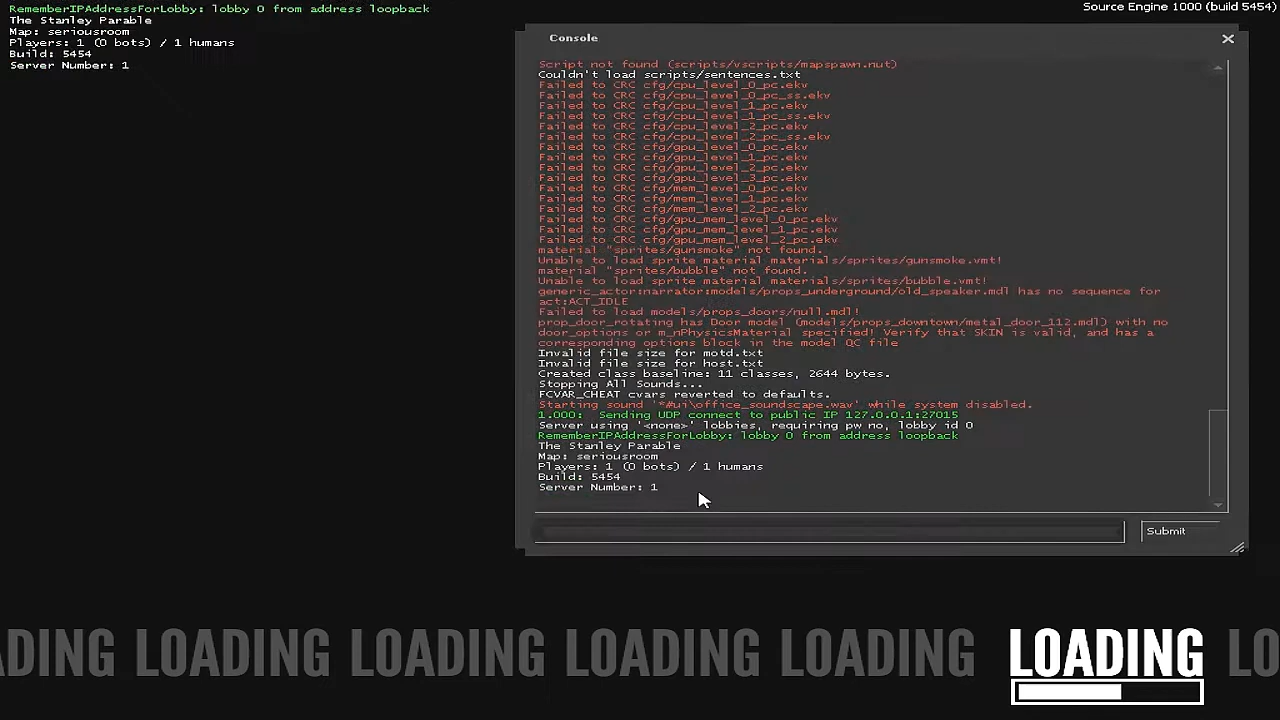 RememberIPAddressForLobby: lobby 0 from address loopback
The Stanley Parable
Map: seriousroom
Players: 1 (0 bots) / 1 humans
Build: 5454
Server Number: 1
Source Engine 1000 (build 5454)
Console
Script not found (scripts/vscripts/mapspawn.nut)
Couldn't load scripts/sentences.txt
Failed to CRC cfg/cpu_level_0_pc.ekv
Failed to CRC cfg/cpu_level_0_pc_ss.ekv
Failed to CRC cfg/cpu_level_1_pc.ekv
Failed to CRC cfg/cpu_level_1_pc_ss.ekv
Failed to CRC cfg/cpu_level_2_pc.ekv
Failed to CRC cfg/cpu_level_2_pc_ss.ekv
Failed to CRC cfg/gpu_level_0_pc.ekv
Failed to CRC cfg/gpu_level_1_pc.ekv
Failed to CRC cfg/gpu_level_2_pc.ekv
Failed to CRC cfg/gpu_level_3_pc.ekv
Failed to CRC cfg/mem_level_0_pc.ekv
Failed to CRC cfg/mem_level_1_pc.ekv
Failed to CRC cfg/mem_level_2_pc.ekv
Failed to CRC cfg/gpu_mem_level_0_pc.ekv
Failed to CRC cfg/gpu_mem_level_1_pc.ekv
Failed to CRC cfg/gpu_mem_level_2_pc.ekv
material "sprites/gunsmoke" not found.
Unable to load sprite material materials/sprites/gunsmoke.vmt!
material "sprites/bubble" not found.
Unable to load sprite material materials/sprites/bubble.vmt!
generic_actor:narrator:models/props_underground/old_speaker.mdl has no sequence for
act:ACT_IDLE
Failed to load models/props_doors/null.mdl!
prop_door_rotating has Door model (models/props_downtown/metal_door_112.mdl) with no
door_options or m_nPhysicsMaterial specified! Verify that SKIN is valid, and has a
corresponding options block in the model QC file
Invalid file size for motd.txt
Invalid file size for host.txt
Created class baseline: 11 classes, 2644 bytes.
Stopping All Sounds...
FCVAR_CHEAT cvars reverted to defaults.
Starting sound '*#ui\office_soundscape.wav' while system disabled.
1.000:  Sending UDP connect to public IP 127.0.0.1:27015
Server using '<none>' lobbies, requiring pw no, lobby id 0
RememberIPAddressForLobby: lobby 0 from address loopback
The Stanley Parable
Map: seriousroom
Players: 1 (0 bots) / 1 humans
Build: 5454
Server Number: 1
Submit
ADING LOADING LOADING LOADING LOADING LOADING LO